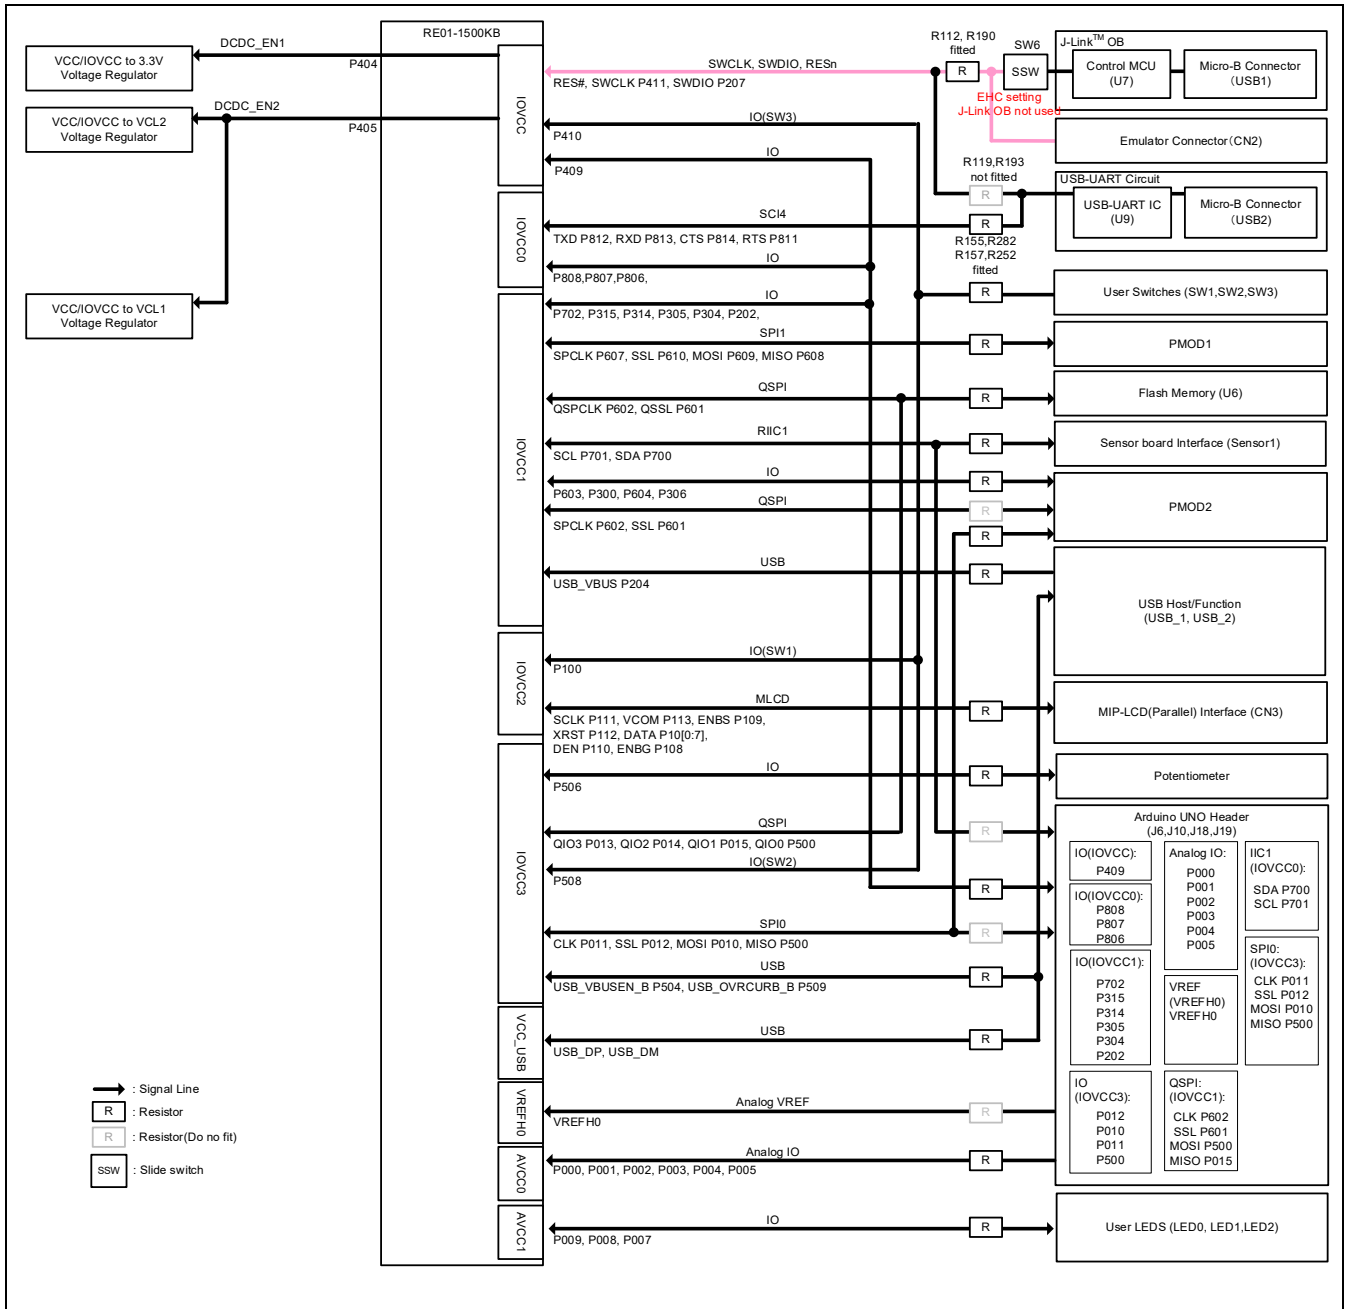 RE01-1500KB
DCDC_EN1
VCC/IOVCC to 3.3V
Voltage Regulator
P404
DCDC_EN2
VCC/IOVCC to VCL2
Voltage Regulator
P405
VCC/IOVCC to VCL1
Voltage Regulator
IOVCC
SWCLK, SWDIO, RESn
RES#, SWCLK P411, SWDIO P207
R112, R190
fitted
R
SW6
SSW
EHC setting
J-Link OB not used
J-Link™ OB
Control MCU
(U7)
Micro-B Connector
(USB1)
Emulator Connector(CN2)
IO(SW3)
P410
IO
P409
R119,R193
not fitted
R
USB-UART Circuit
USB-UART IC
(U9)
Micro-B Connector
(USB2)
IOVCC0
SCI4
TXD P812, RXD P813, CTS P814, RTS P811
R
R155,R282
R157,R252
fitted
IO
P808,P807,P806,
IOVCC1
IO
P702, P315, P314, P305, P304, P202,
R
User Switches (SW1,SW2,SW3)
SPI1
SPCLK P607, SSL P610, MOSI P609, MISO P608
R
PMOD1
QSPI
QSPCLK P602, QSSL P601
R
Flash Memory (U6)
RIIC1
SCL P701, SDA P700
R
Sensor board Interface (Sensor1)
IO
P603, P300, P604, P306
R
QSPI
SPCLK P602, SSL P601
R
R
PMOD2
USB
USB_VBUS P204
R
USB Host/Function
(USB_1, USB_2)
IOVCC2
IO(SW1)
P100
MLCD
SCLK P111, VCOM P113, ENBS P109,
XRST P112, DATA P10[0:7],
DEN P110, ENBG P108
R
MIP-LCD(Parallel) Interface (CN3)
IOVCC3
IO
P506
R
Potentiometer
QSPI
QIO3 P013, QIO2 P014, QIO1 P015, QIO0 P500
R
IO(SW2)
P508
R
SPI0
CLK P011, SSL P012, MOSI P010, MISO P500
R
USB
USB_VBUSEN_B P504, USB_OVRCURB_B P509
R
VCC_USB
USB
USB_DP, USB_DM
R
VREFH0
Analog VREF
VREFH0
R
AVCC0
Analog IO
P000, P001, P002, P003, P004, P005
R
AVCC1
IO
P009, P008, P007
R
User LEDS (LED0, LED1,LED2)
Arduino UNO Header
(J6,J10,J18,J19)
IO(IOVCC):
P409
IO(IOVCC0):
P808
P807
P806
IO(IOVCC1):
P702
P315
P314
P305
P304
P202
IO
(IOVCC3):
P012
P010
P011
P500
Analog IO:
P000
P001
P002
P003
P004
P005
VREF
(VREFH0)
VREFH0
QSPI:
(IOVCC1):
CLK P602
SSL P601
MOSI P500
MISO P015
IIC1
(IOVCC0):
SDA P700
SCL P701
SPI0:
(IOVCC3):
CLK P011
SSL P012
MOSI P010
MISO P500
: Signal Line
R : Resistor
R : Resistor(Do no fit)
SSW : Slide switch